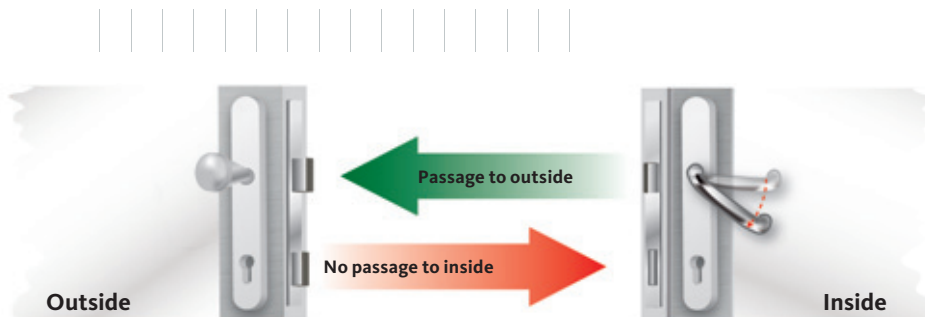 Passage to outside
No passage to inside
Outside
Inside